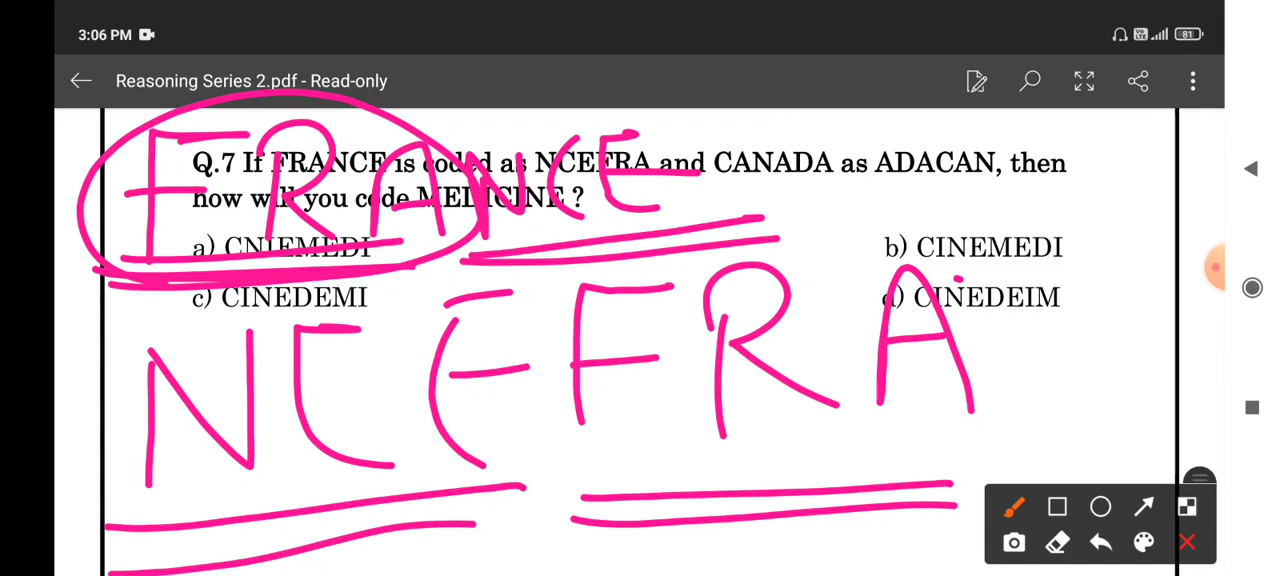 3:06 PM
81
Reasoning Series 2.pdf - Read-only
FRANCE
Q.7 If FRANCE is coded as NCEFRA and CANADA as ADACAN, then
how will you code MEDICINE ?
a) CNIEMEDI
b) CINEMEDI
c) CINEDEMI
d) CINEDEIM
NCEFRA